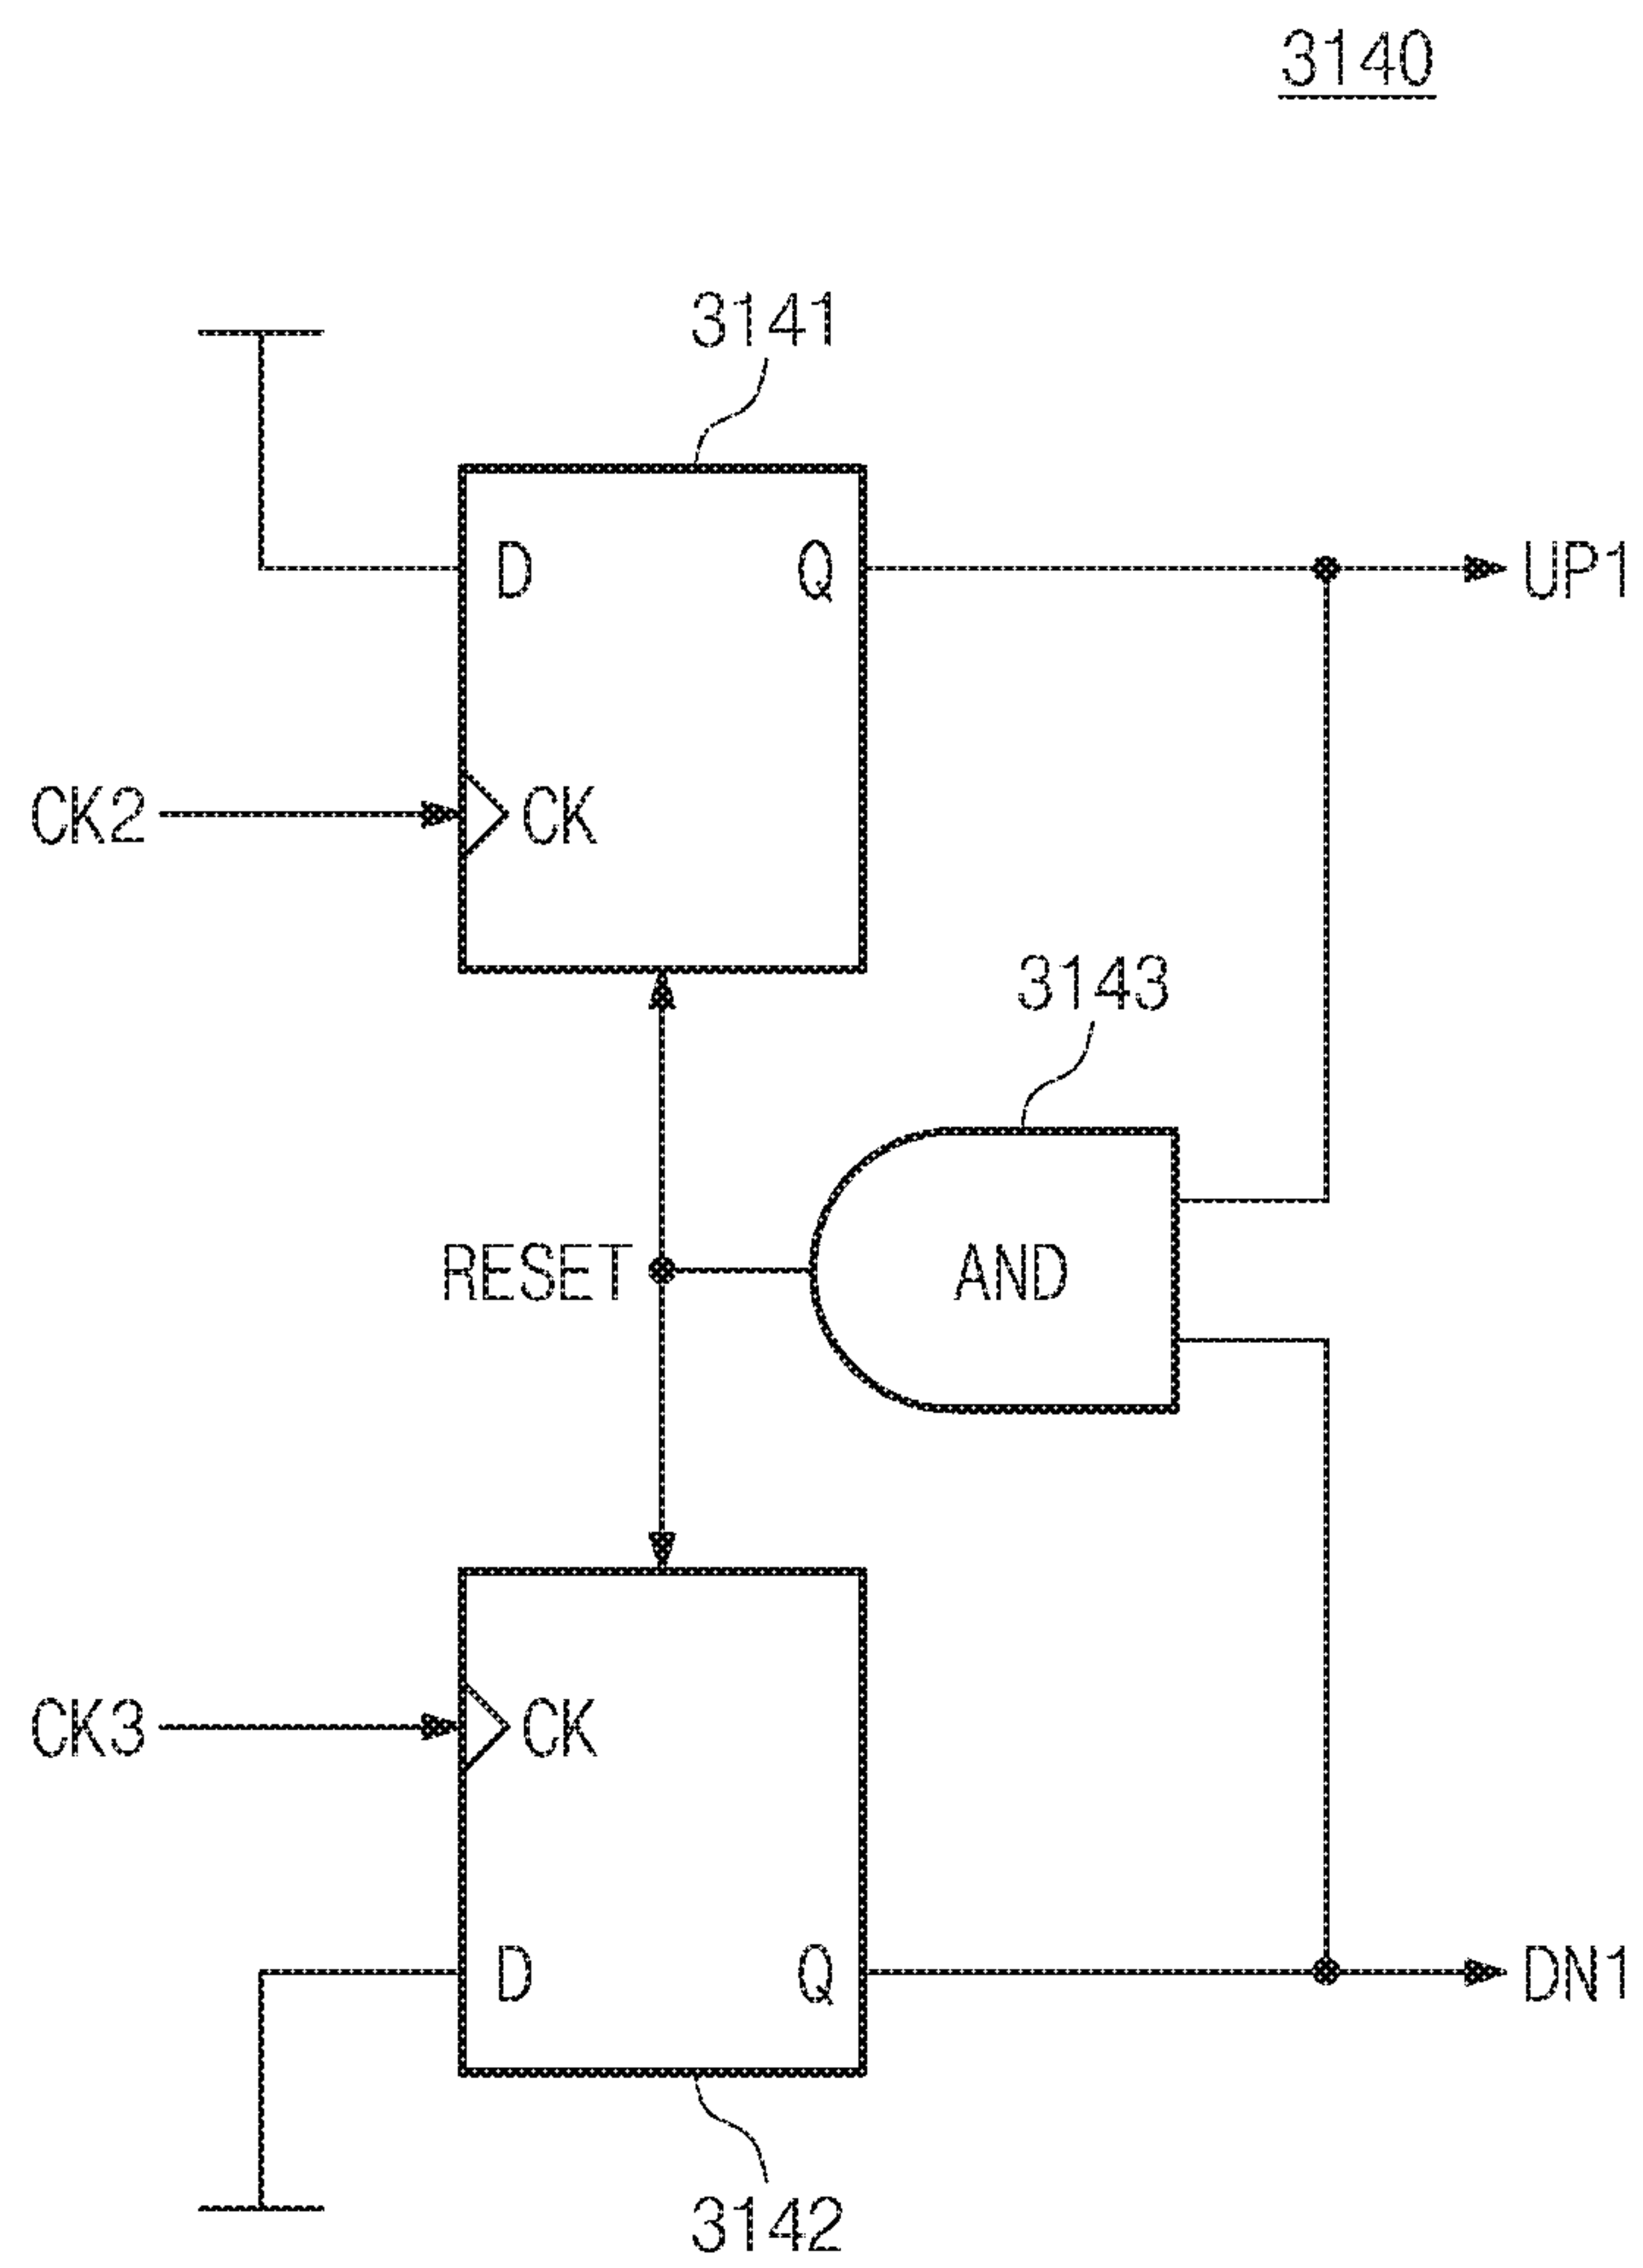 3140
3141
D Q
UP1
CK2
CK
3143
RESET
AND
CK3
CK
D Q
DN1
3142